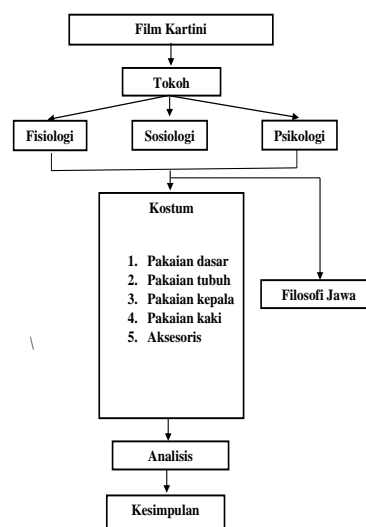 Film Kartini
Tokoh
Fisiologi
Sosiologi
Psikologi
Kostum
1. Pakaian dasar
2. Pakaian tubuh
3. Pakaian kepala
4. Pakaian kaki
5. Aksesoris
Filosofi Jawa
\
Analisis
Kesimpulan